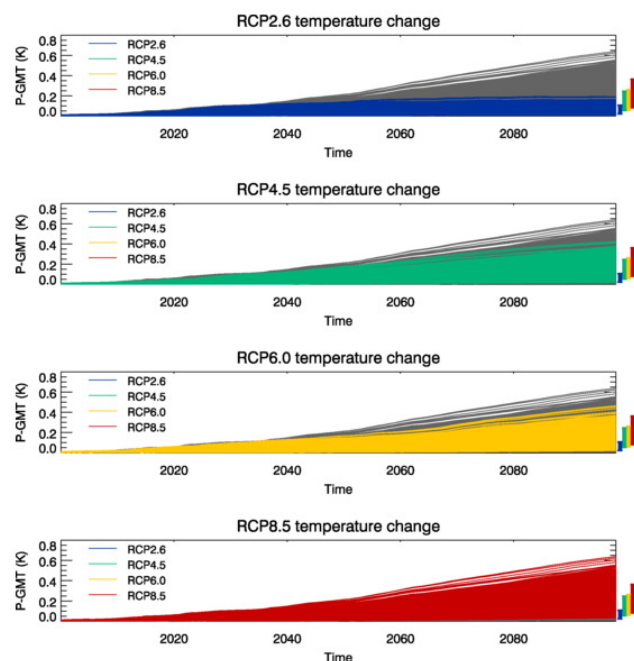 RCP2.6 temperature change
P-GMT (K)
0.8
0.6
0.4
0.2
0.0
RCP2.6
RCP4.5
RCP6.0
RCP8.5
2020 2040 2060 2080
Time
RCP4.5 temperature change
P-GMT (K)
0.8
0.6
0.4
0.2
0.0
RCP2.6
RCP4.5
RCP6.0
RCP8.5
2020 2040 2060 2080
Time
RCP6.0 temperature change
P-GMT (K)
0.8
0.6
0.4
0.2
0.0
RCP2.6
RCP4.5
RCP6.0
RCP8.5
2020 2040 2060 2080
Time
RCP8.5 temperature change
P-GMT (K)
0.8
0.6
0.4
0.2
0.0
RCP2.6
RCP4.5
RCP6.0
RCP8.5
2020 2040 2060 2080
Time